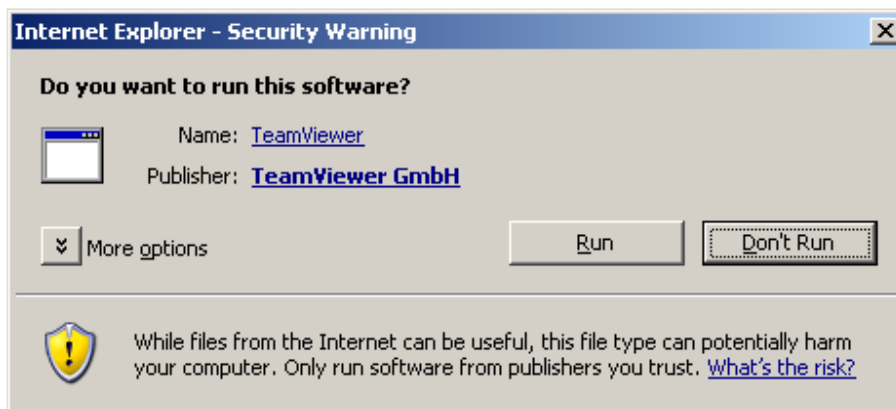 Internet Explorer - Security Warning
Do you want to run this software?
Name: TeamViewer
Publisher: TeamViewer GmbH
More options
Run
Don't Run
While files from the Internet can be useful, this file type can potentially harm
your computer. Only run software from publishers you trust. What's the risk?